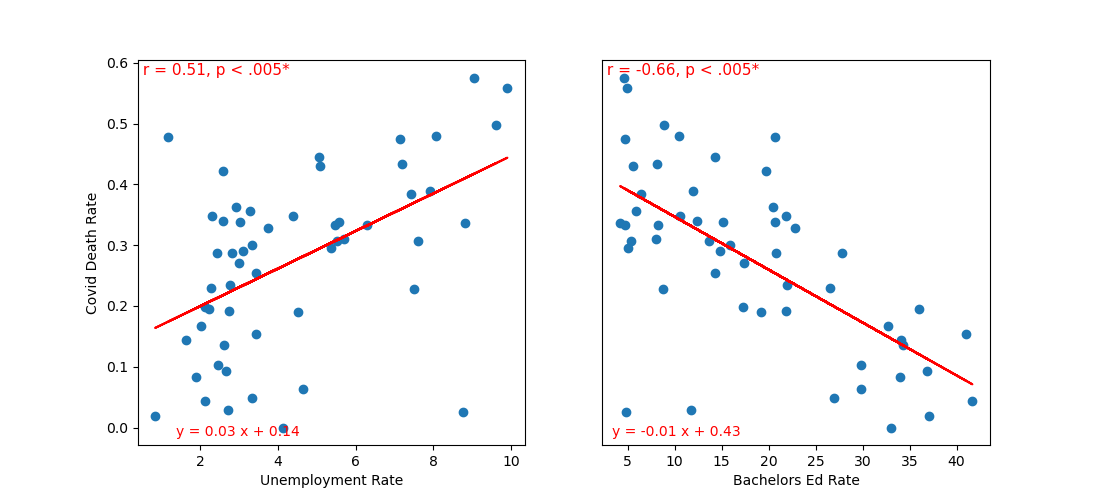 r = 0.51, p < .005*
r = -0.66, p < .005*
0.6
0.5
0.4
0.3
0.2
0.1
0.0
Covid Death Rate
y = 0.03 x + 0.14
y = -0.01 x + 0.43
2 4 6 8 10
5 10 15 20 25 30 35 40
Unemployment Rate
Bachelors Ed Rate